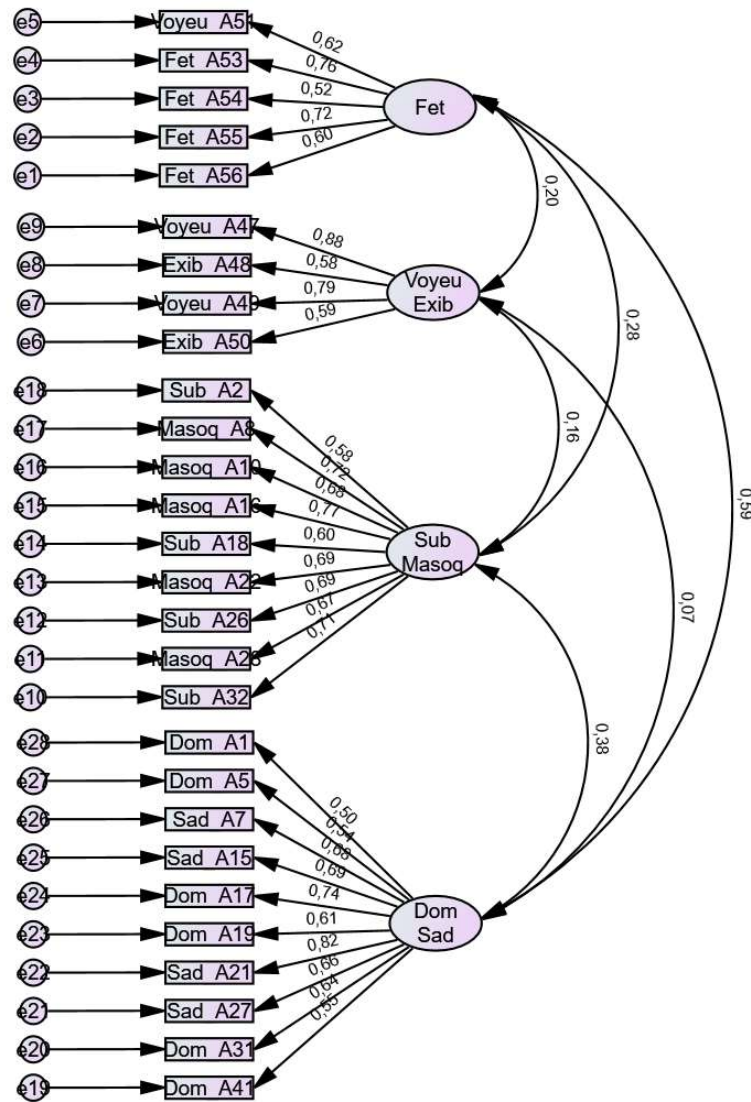 e5 Voyeu A51
e4 Fet A53
e3 Fet A54
e2 Fet A55
e1 Fet A56
0,62
0,76
0,52
0,72
0,60
Fet
e9 Voyeu A47
e8 Exib A48
e7 Voyeu A49
e6 Exib A50
0,88
0,58
0,79
0,59
Voyeu
Exib
e18 Sub A2
e17 Masoq A8
e16 Masoq A10
e15 Masoq A16
e14 Sub A18
e13 Masoq A22
e12 Sub A26
e11 Masoq A28
e10 Sub A32
0,58
0,72
0,68
0,77
0,60
0,69
0,69
0,67
0,71
Sub
Masoq
e28 Dom A1
e27 Dom A5
e26 Sad A7
e25 Sad A15
e24 Dom A17
e23 Dom A19
e22 Sad A21
e21 Sad A27
e20 Dom A31
e19 Dom A41
0,50
0,54
0,68
0,69
0,74
0,61
0,82
0,66
0,64
0,55
Dom
Sad
0,20
0,28
0,16
0,59
0,07
0,38